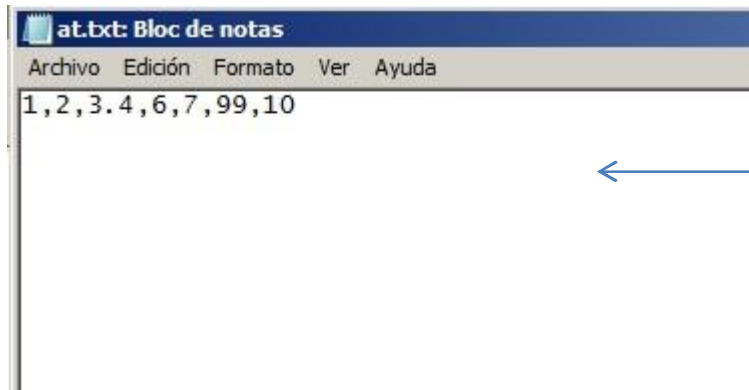 at.txt: Bloc de notas
Archivo Edición Formato Ver Ayuda
1,2,3.4,6,7,99,10